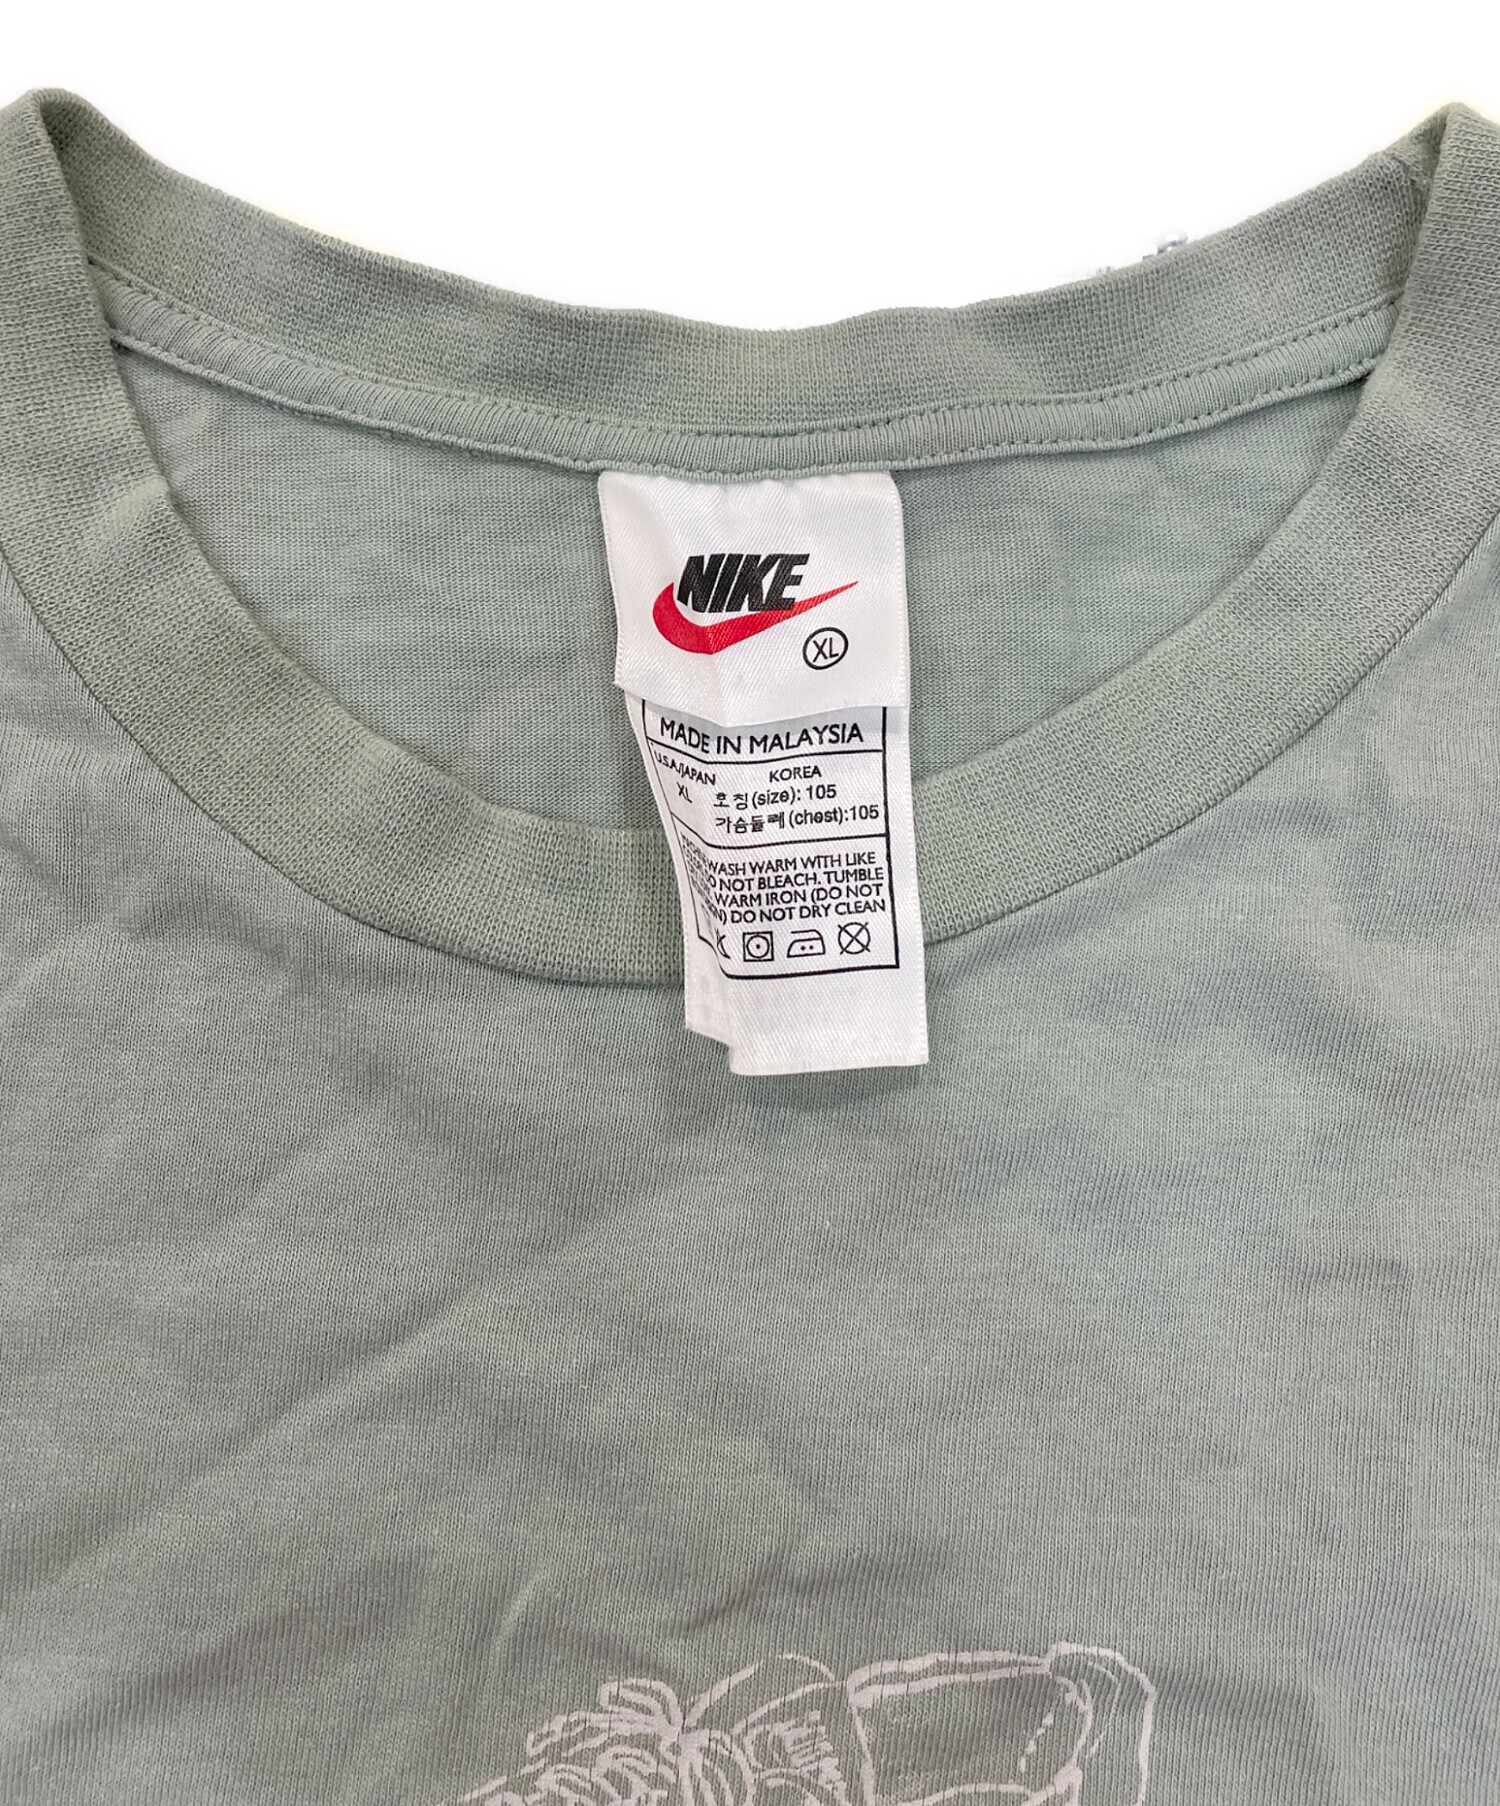 NIKE
XL
MADE IN MALAYSIA
U.S.A./JAPAN KOREA
XL 호칭(size): 105
가슴둘레(chest):105
WASH WARM WITH LIKE
DO NOT BLEACH. TUMBLE
WARM IRON (DO NOT
DO NOT DRY CLEAN